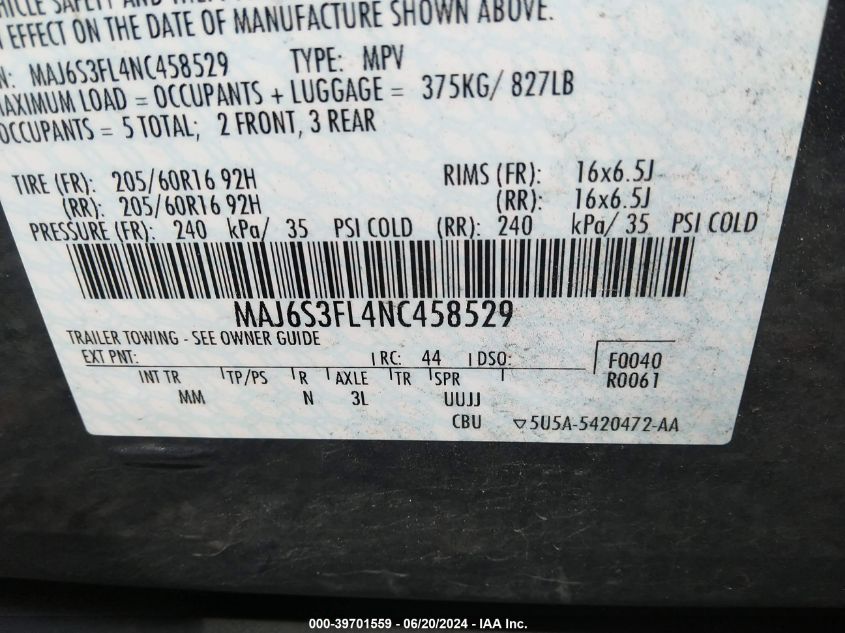 EFFECT ON THE DATE OF MANUFACTURE SHOWN ABOVE.
MAJ6S3FL4NC458529 TYPE: MPV
MAXIMUM LOAD = OCCUPANTS + LUGGAGE = 375KG/ 827LB
OCCUPANTS = 5 TOTAL; 2 FRONT, 3 REAR
TIRE (FR): 205/60R16 92H RIMS (FR): 16x6.5J
(RR): 205/60R16 92H (RR): 16x6.5J
PRESSURE (FR): 240 kPa/ 35 PSI COLD (RR): 240 kPa/ 35 PSI COLD
MAJ6S3FL4NC458529
TRAILER TOWING - SEE OWNER GUIDE
EXT PNT: RC: 44 DSO: F0040
R0061
INT TR TP/PS R AXLE TR SPR
MM N 3L UUJJ
CBU ▽5U5A-5420472-AA
000-39701559 — 06/20/2024 — IAA Inc.